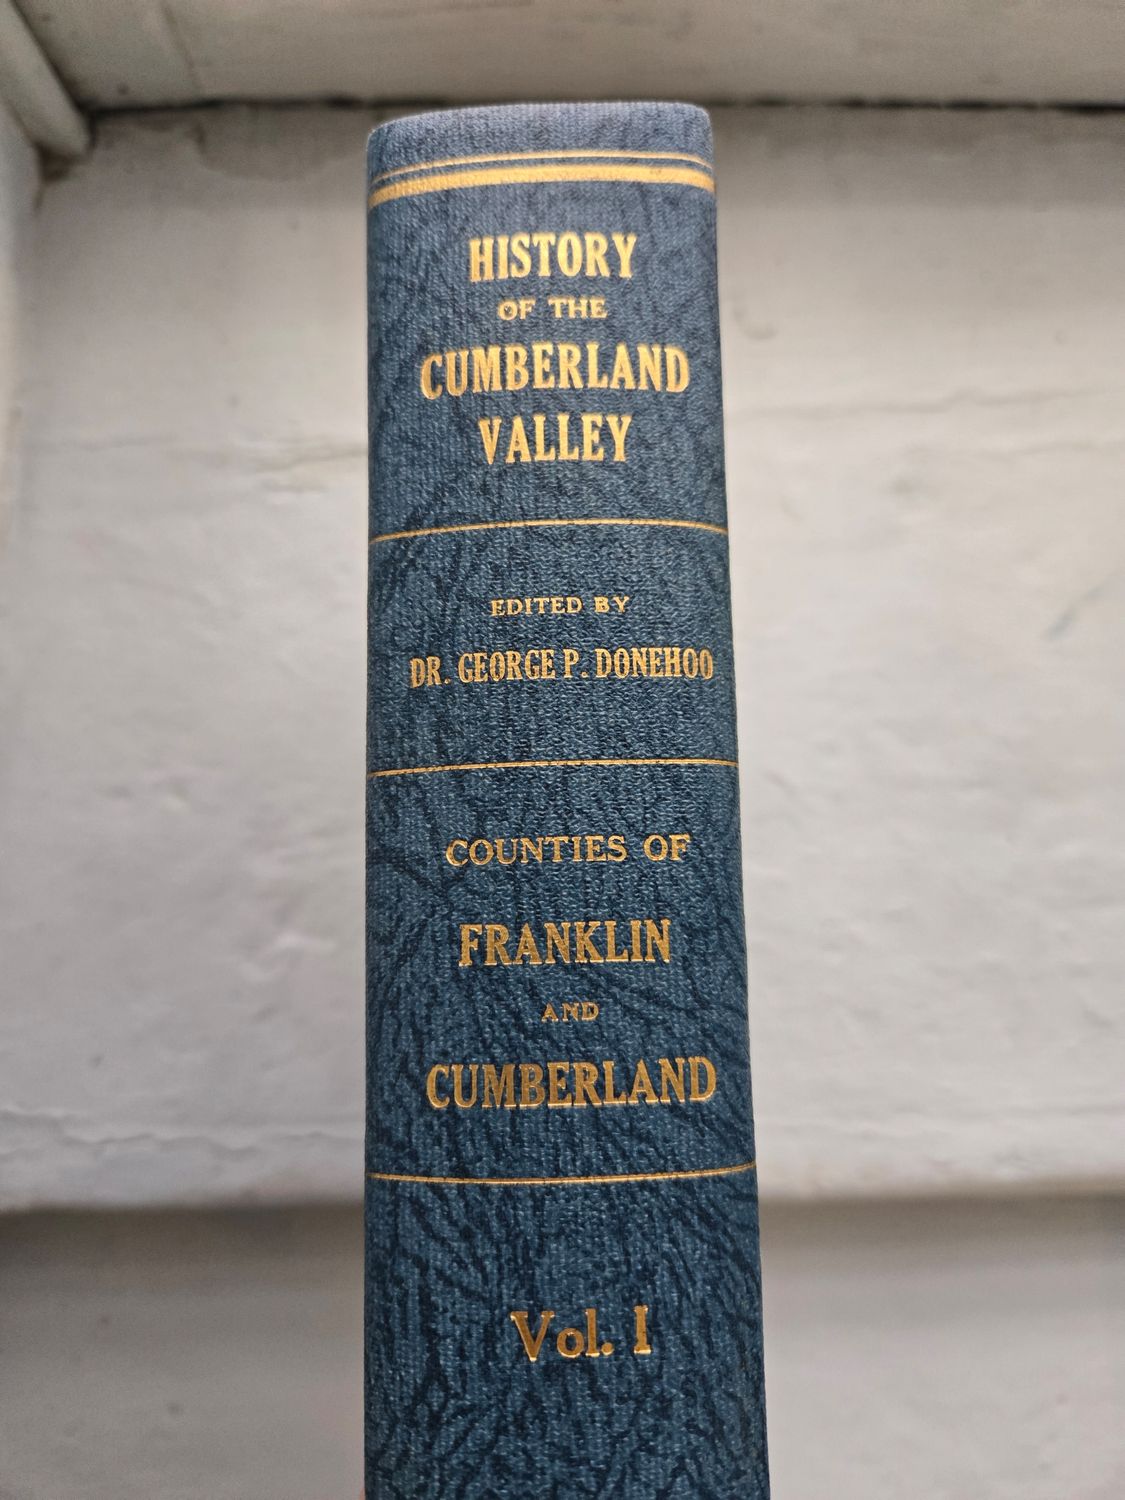 HISTORY
OF THE
CUMBERLAND
VALLEY
EDITED BY
DR. GEORGE P. DONEHOO
COUNTIES OF
FRANKLIN
AND
CUMBERLAND
Vol. I